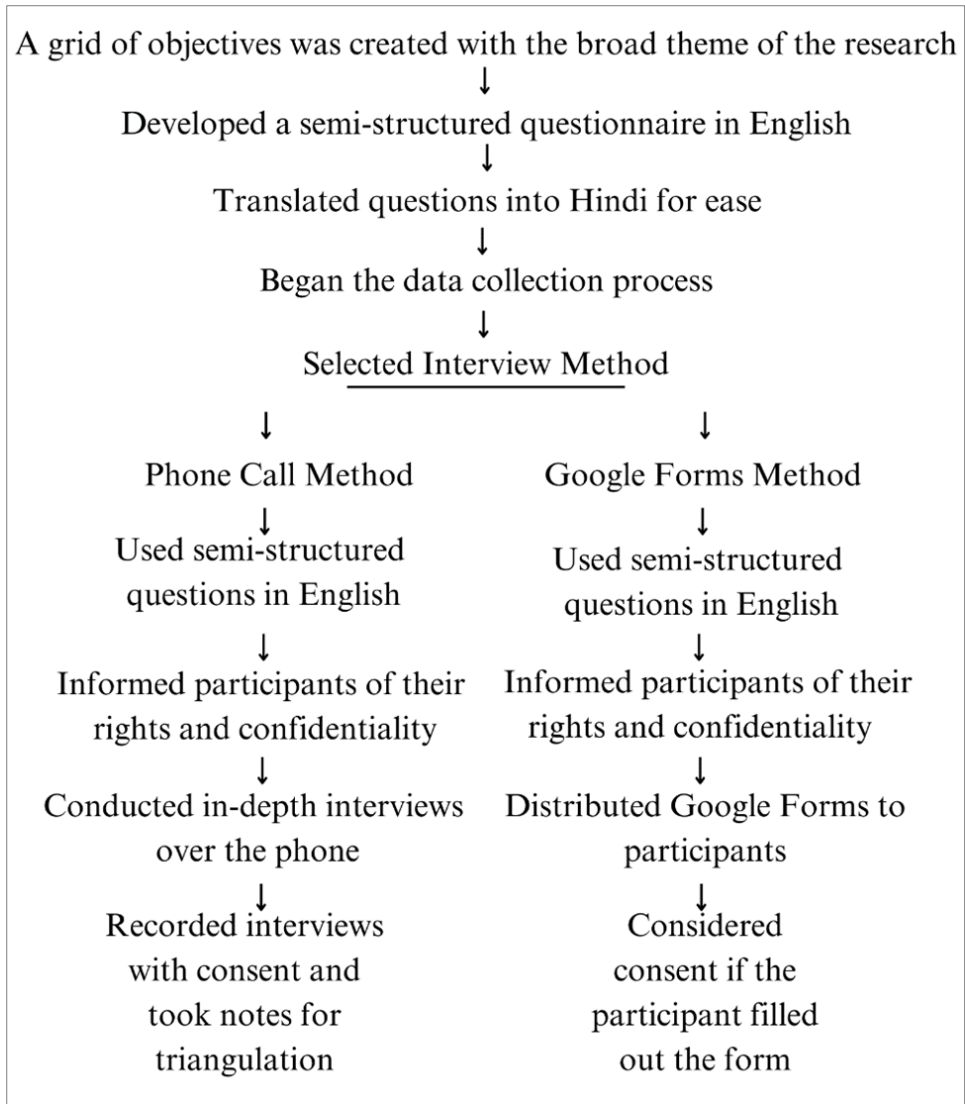 A grid of objectives was created with the broad theme of the research
↓
Developed a semi-structured questionnaire in English
↓
Translated questions into Hindi for ease
↓
Began the data collection process
↓
Selected Interview Method
↓
Phone Call Method
↓
Used semi-structured
questions in English
↓
Informed participants of their
rights and confidentiality
↓
Conducted in-depth interviews
over the phone
↓
Recorded interviews
with consent and
took notes for
triangulation
↓
Google Forms Method
↓
Used semi-structured
questions in English
↓
Informed participants of their
rights and confidentiality
↓
Distributed Google Forms to
participants
↓
Considered
consent if the
participant filled
out the form